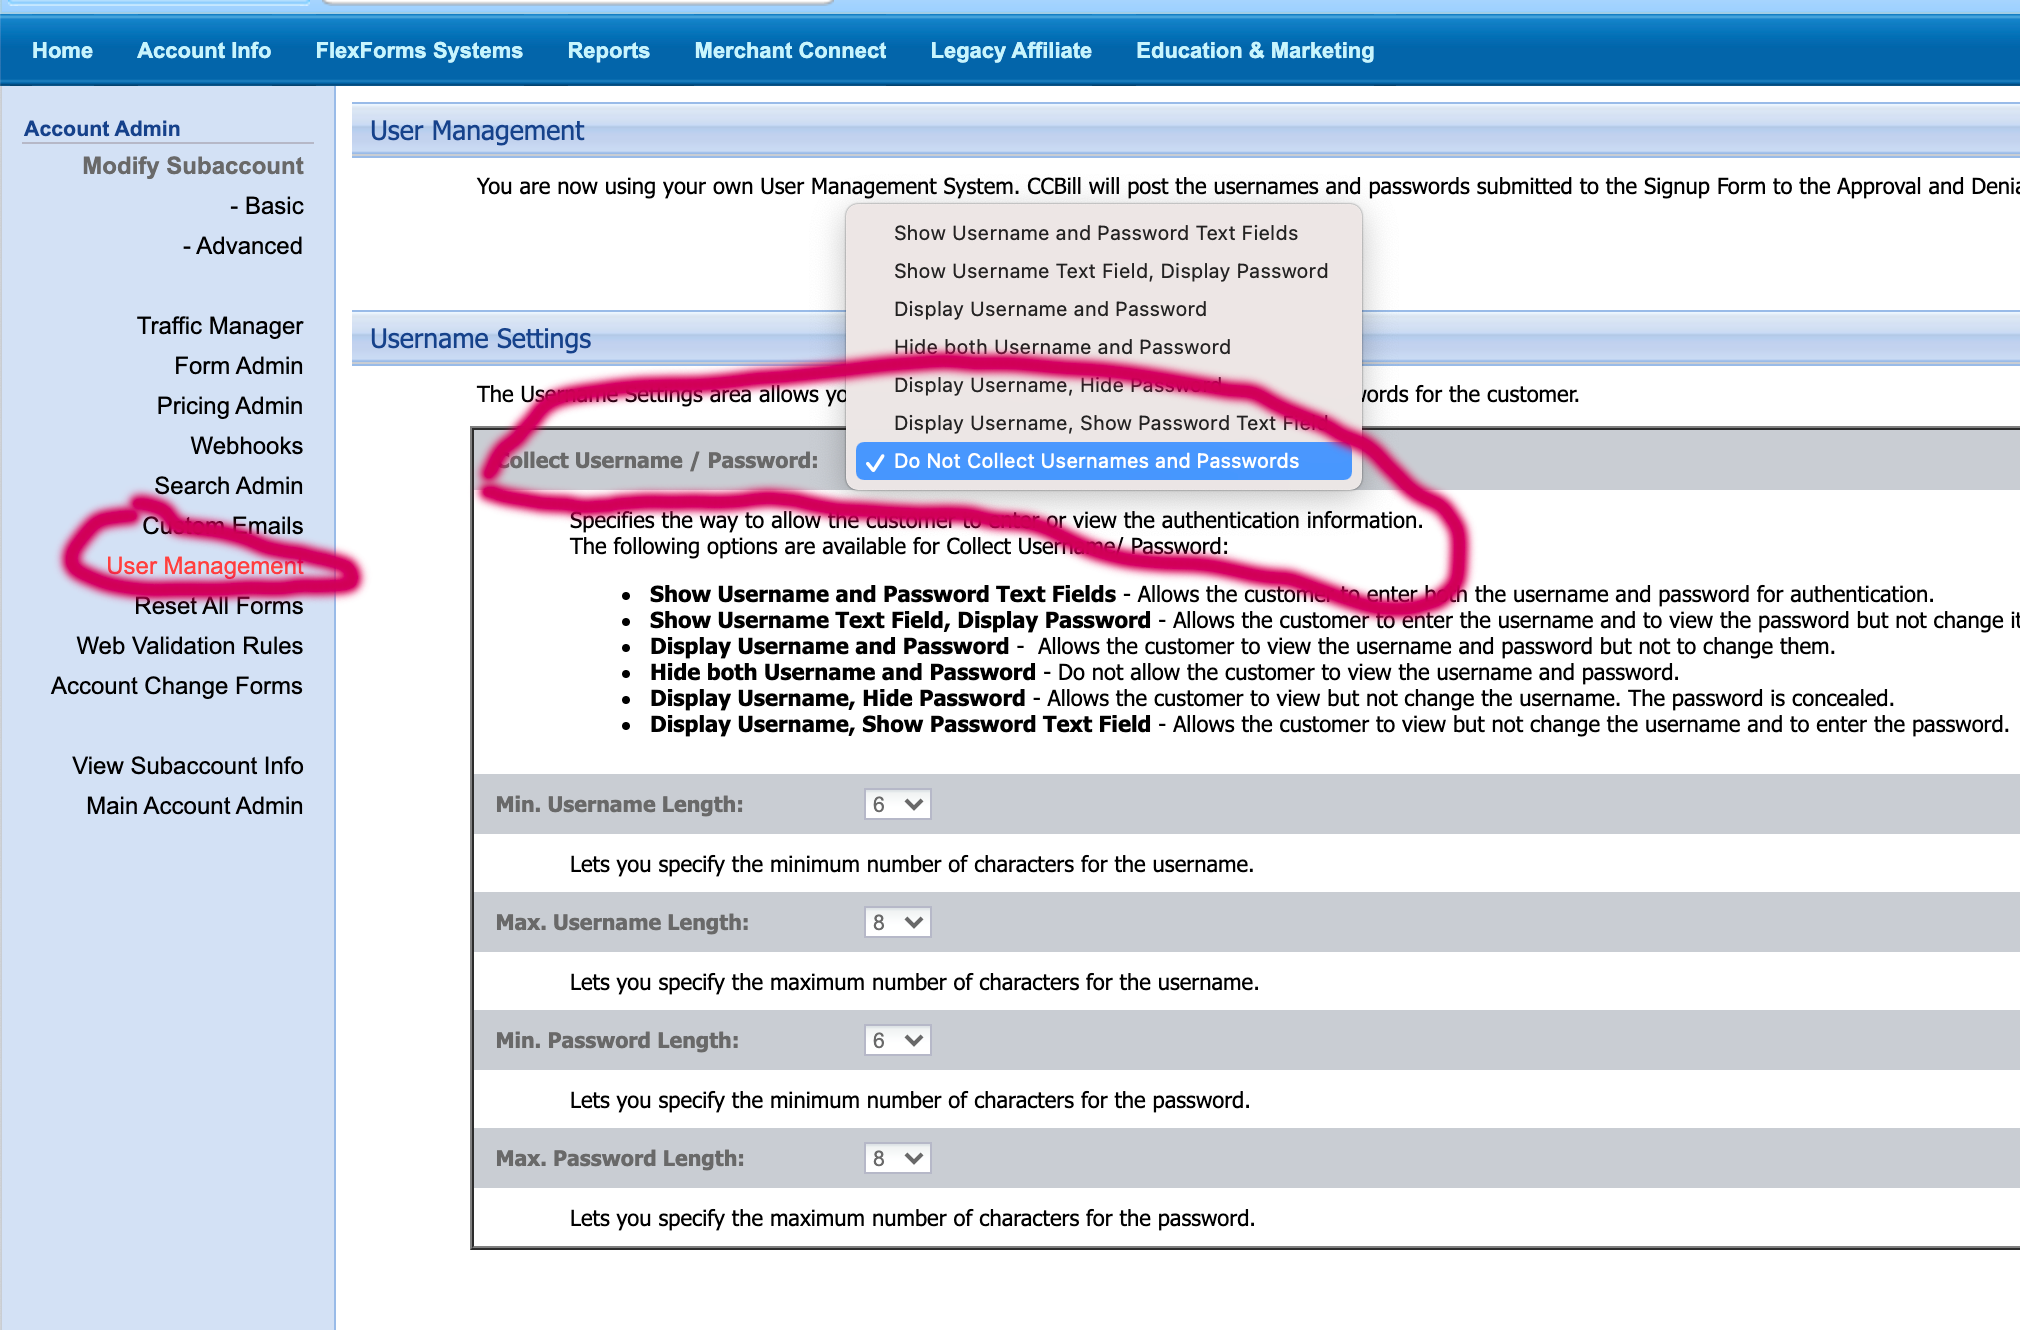 Home Account Info FlexForms Systems Reports Merchant Connect Legacy Affiliate Education & Marketing
Account Admin
Modify Subaccount
- Basic
- Advanced
Traffic Manager
Form Admin
Pricing Admin
Webhooks
Search Admin
Custom Emails
User Management
Reset All Forms
Web Validation Rules
Account Change Forms
View Subaccount Info
Main Account Admin
User Management
You are now using your own User Management System. CCBill will post the usernames and passwords submitted to the Signup Form to the Approval and Denia
Show Username and Password Text Fields
Show Username Text Field, Display Password
Display Username and Password
Hide both Username and Password
Display Username, Hide Password
Display Username, Show Password Text Field
✓ Do Not Collect Usernames and Passwords
Username Settings
The Username Settings area allows yo words for the customer.
Collect Username / Password:
Specifies the way to allow the customer to enter or view the authentication information.
The following options are available for Collect Username/ Password:
• Show Username and Password Text Fields - Allows the customer to enter both the username and password for authentication.
• Show Username Text Field, Display Password - Allows the customer to enter the username and to view the password but not change it
• Display Username and Password - Allows the customer to view the username and password but not to change them.
• Hide both Username and Password - Do not allow the customer to view the username and password.
• Display Username, Hide Password - Allows the customer to view but not change the username. The password is concealed.
• Display Username, Show Password Text Field - Allows the customer to view but not change the username and to enter the password.
Min. Username Length: 6
Lets you specify the minimum number of characters for the username.
Max. Username Length: 8
Lets you specify the maximum number of characters for the username.
Min. Password Length: 6
Lets you specify the minimum number of characters for the password.
Max. Password Length: 8
Lets you specify the maximum number of characters for the password.